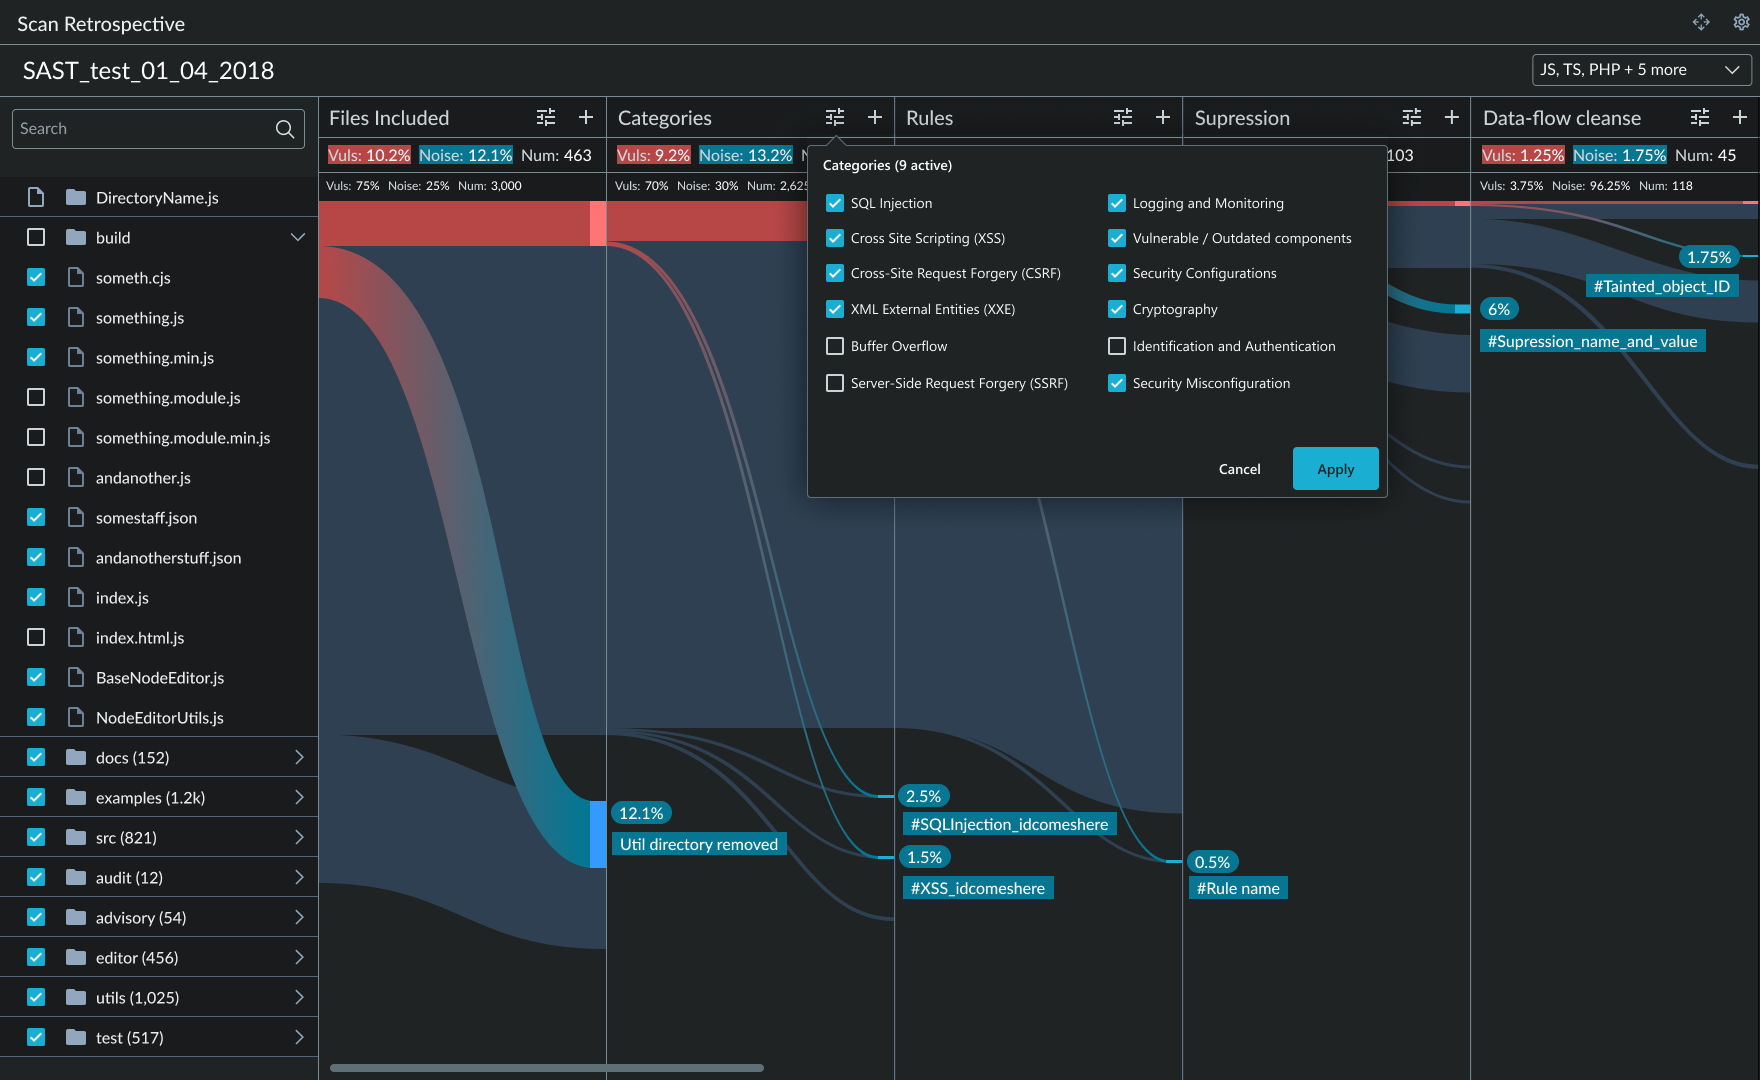 Scan Retrospective
SAST_test_01_04_2018
JS, TS, PHP + 5 more
Search
DirectoryName.js
build
someth.cjs
something.js
something.min.js
something.module.js
something.module.min.js
andanother.js
somestaff.json
andanotherstuff.json
index.js
index.html.js
BaseNodeEditor.js
NodeEditorUtils.js
docs (152)
examples (1.2k)
src (821)
audit (12)
advisory (54)
editor (456)
utils (1,025)
test (517)
Files Included
Vuls: 10.2% Noise: 12.1% Num: 463
Vuls: 75% Noise: 25% Num: 3,000
12.1%
Util directory removed
Categories
Vuls: 9.2% Noise: 13.2%
Vuls: 70% Noise: 30% Num: 2,625
2.5%
#SQLInjection_idcomeshere
1.5%
#XSS_idcomeshere
Rules
0.5%
#Rule name
Supression
103
6%
#Supression_name_and_value
Data-flow cleanse
Vuls: 1.25% Noise: 1.75% Num: 45
Vuls: 3.75% Noise: 96.25% Num: 118
1.75%
#Tainted_object_ID
Categories (9 active)
SQL Injection
Cross Site Scripting (XSS)
Cross-Site Request Forgery (CSRF)
XML External Entities (XXE)
Buffer Overflow
Server-Side Request Forgery (SSRF)
Logging and Monitoring
Vulnerable / Outdated components
Security Configurations
Cryptography
Identification and Authentication
Security Misconfiguration
Cancel
Apply